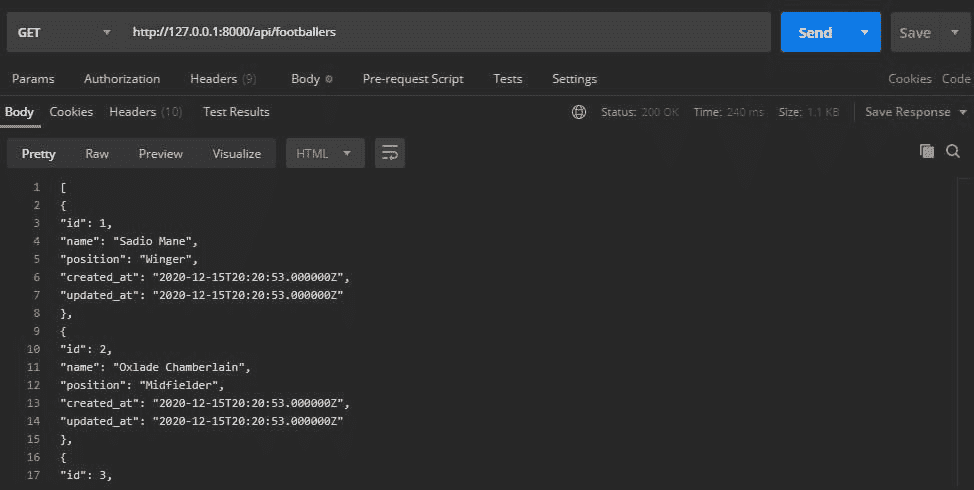 GET http://127.0.0.1:8000/api/footballers Send Save
Params Authorization Headers (9) Body Pre-request Script Tests Settings Cookies Code
Body Cookies Headers (10) Test Results Status: 200 OK Time: 240 ms Size: 1.1 KB Save Response
Pretty Raw Preview Visualize HTML
1 [
2 {
3 "id": 1,
4 "name": "Sadio Mane",
5 "position": "Winger",
6 "created_at": "2020-12-15T20:20:53.000000Z",
7 "updated_at": "2020-12-15T20:20:53.000000Z"
8 },
9 {
10 "id": 2,
11 "name": "Oxlade Chamberlain",
12 "position": "Midfielder",
13 "created_at": "2020-12-15T20:20:53.000000Z",
14 "updated_at": "2020-12-15T20:20:53.000000Z"
15 },
16 {
17 "id": 3,